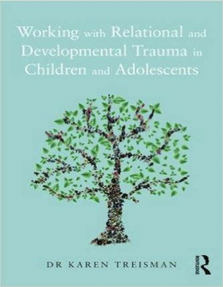 Working with Relational and
Developmental Trauma in
Children and Adolescents
DR KAREN TREISMAN
R